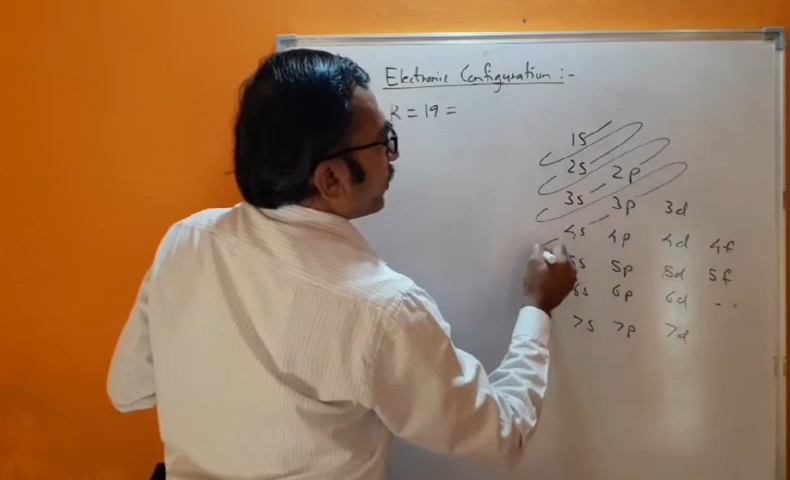 Electronic Configuration :-
K = 19 =
1s
2s 2p
3s 3p 3d
4s 4p 4d 4f
5s 5p 5d 5f
6s 6p 6d --
7s 7p 7d